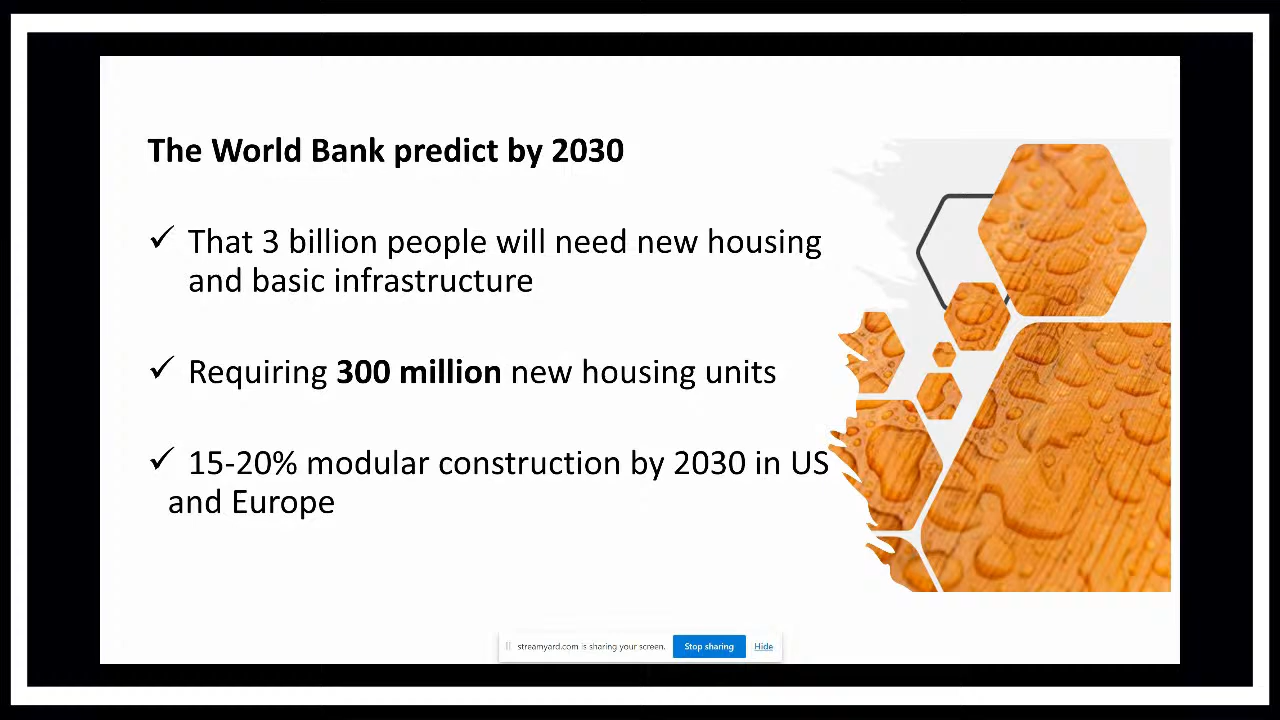 The World Bank predict by 2030
✓ That 3 billion people will need new housing
and basic infrastructure
✓ Requiring 300 million new housing units
✓ 15-20% modular construction by 2030 in US
and Europe
streamyard.com is sharing your screen. Stop sharing Hide